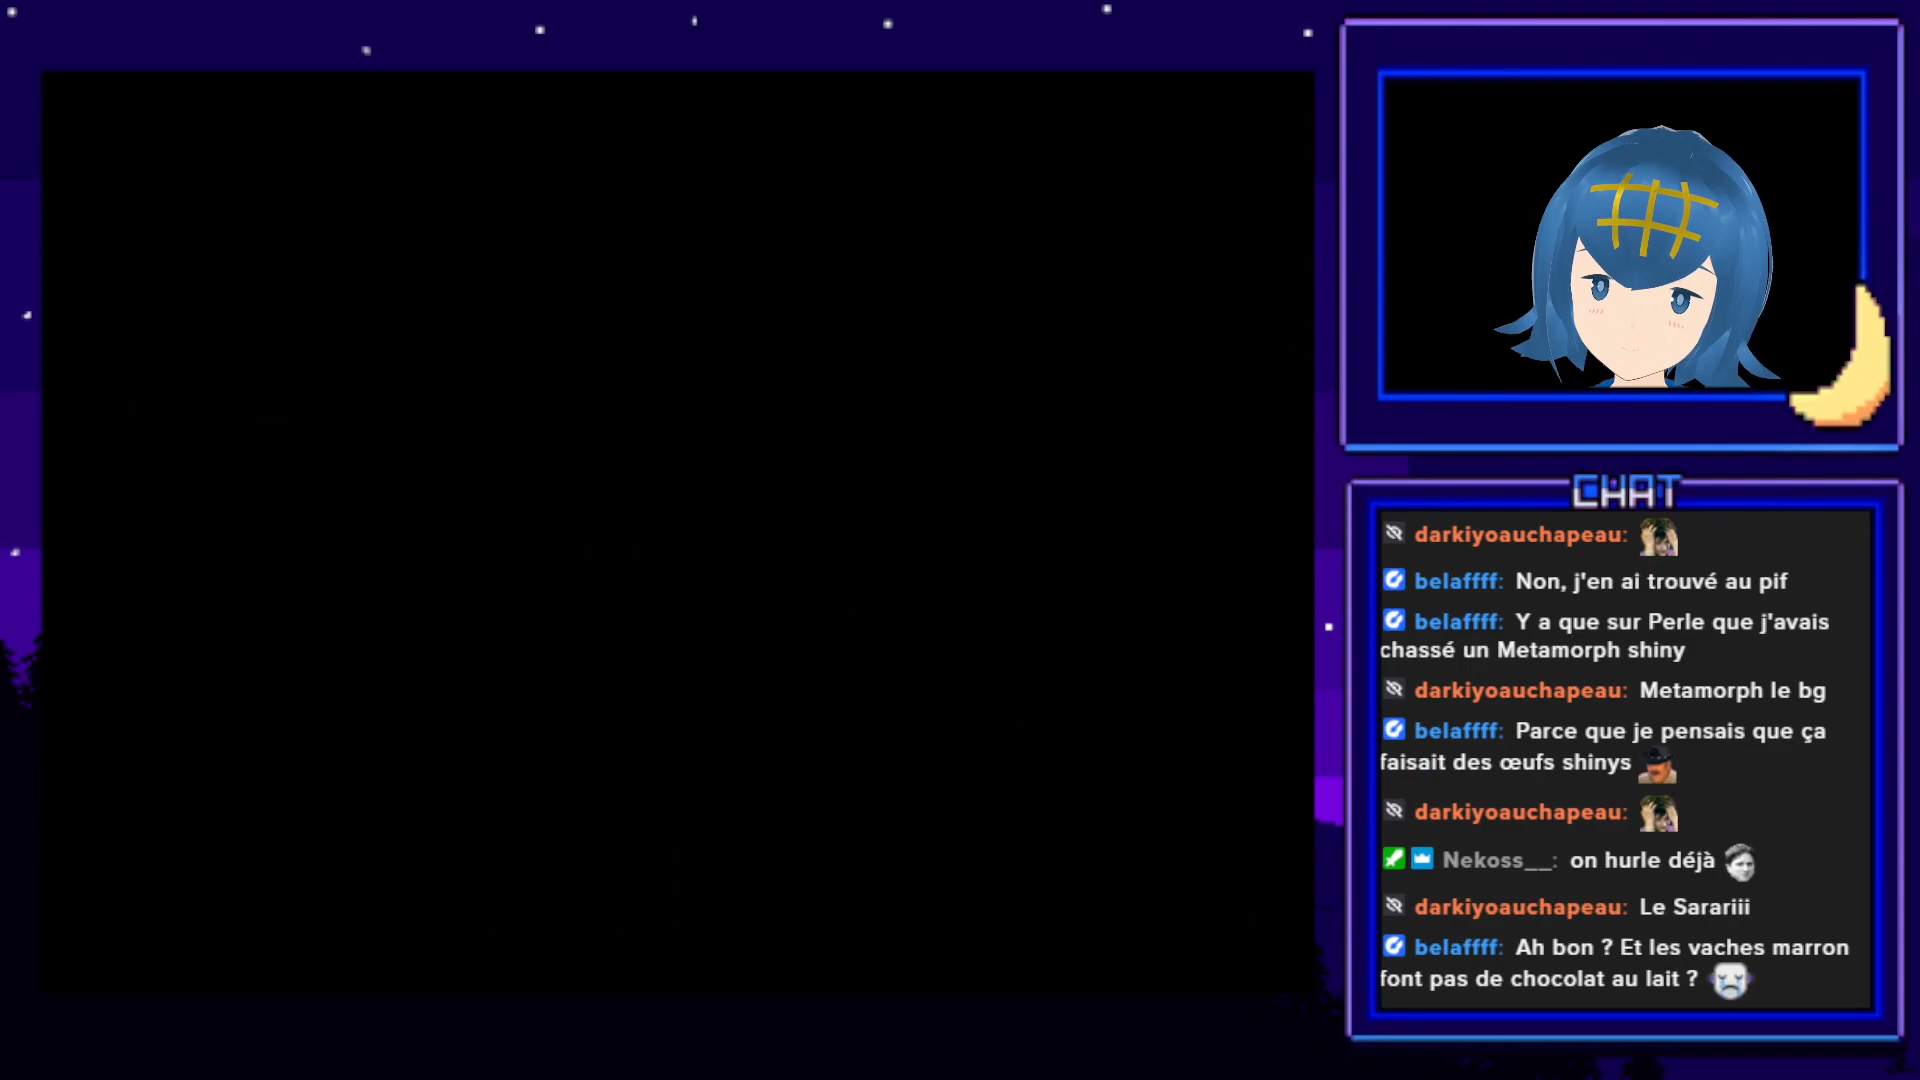 CHAT
darkiyoauchapeau:
belaffff: Non, j'en ai trouvé au pif
belaffff: Y a que sur Perle que j'avais
chassé un Metamorph shiny
darkiyoauchapeau: Metamorph le bg
belaffff: Parce que je pensais que ça
faisait des œufs shinys
darkiyoauchapeau:
Nekoss__: on hurle déjà
darkiyoauchapeau: Le Sarariii
belaffff: Ah bon ? Et les vaches marron
font pas de chocolat au lait ?